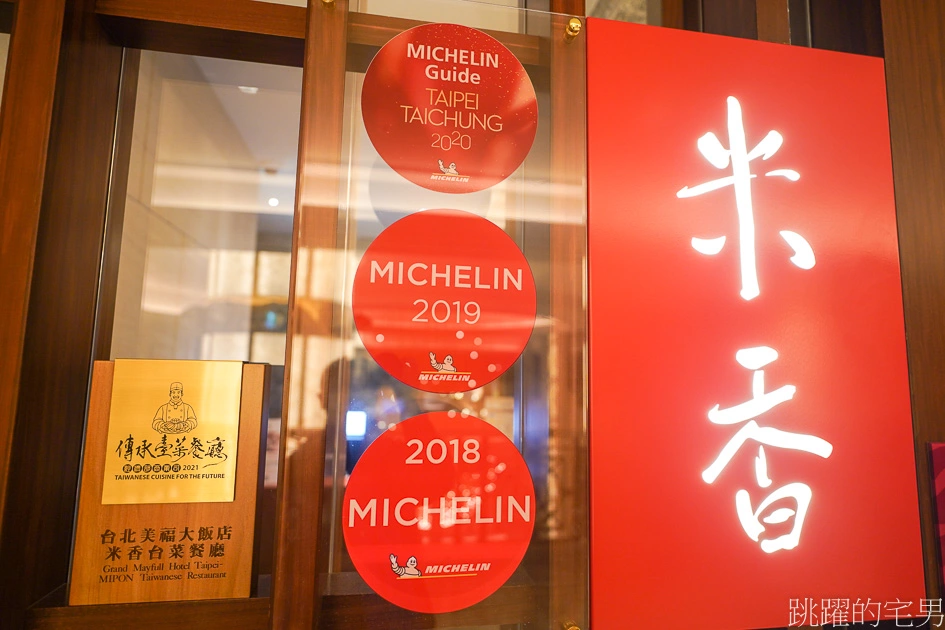 MICHELIN
Guide
TAIPEI
TAICHUNG
2020
MICHELIN
MICHELIN
2019
MICHELIN
2018
MICHELIN
MICHELIN
米香
傳承臺菜餐廳
2021
TAIWANESE CUISINE FOR THE FUTURE
台北美福大飯店
米香台菜餐廳
Grand Mayfull Hotel Taipei-
MIPON Taiwanese Restaurant
跳躍的宅男